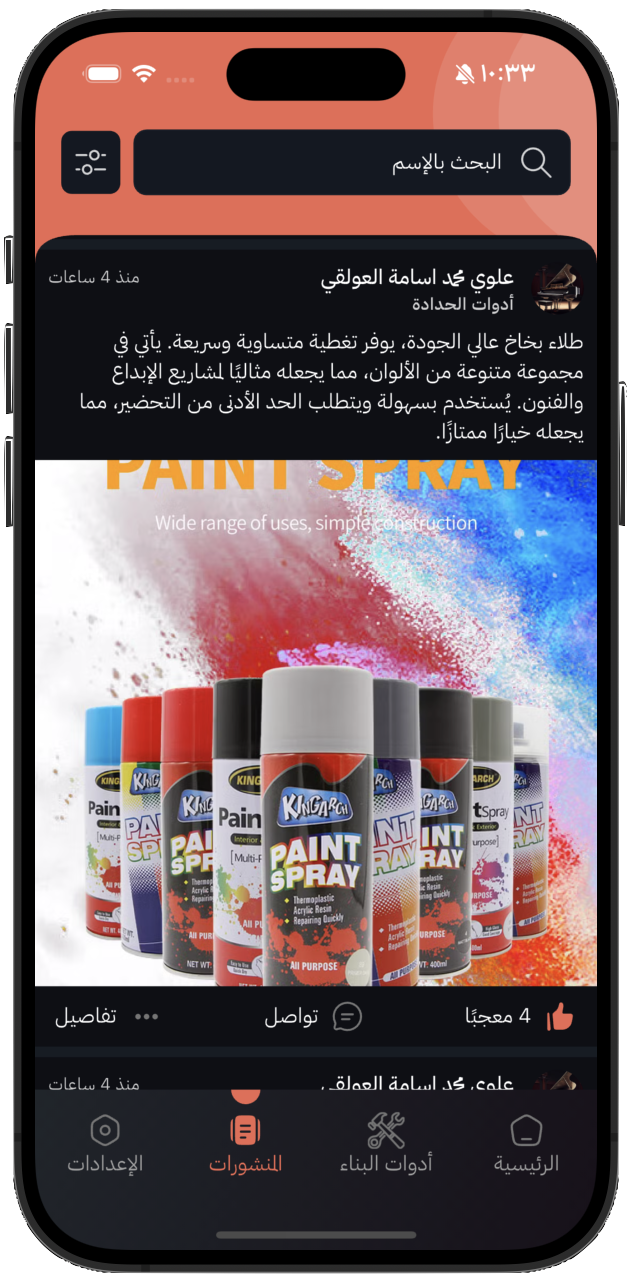 ١٠:٣٣
البحث بالإسم
علوي محمد اسامة العولقي
منذ 4 ساعات
أدوات الحدادة
طلاء بخاخ عالي الجودة، يوفر تغطية متساوية وسريعة. يأتي في
مجموعة متنوعة من الألوان، مما يجعله مثاليًا لمشاريع الإبداع
والفنون. يُستخدم بسهولة ويتطلب الحد الأدنى من التحضير، مما
يجعله خيارًا ممتازًا.
PAINT SPRAY
Wide range of uses, simple construction
KINGARCH
PAINT
SPRAY
Thermoplastic
Acrylic Resin
Repairing Quickly
All PURPOSE
4 معجبًا
تواصل
تفاصيل
علوي محمد اسامة العولقي
منذ 4 ساعات
الرئيسية
أدوات البناء
المنشورات
الإعدادات